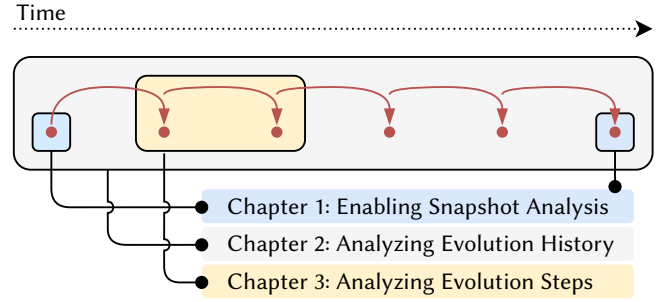 Time
Chapter 1: Enabling Snapshot Analysis
Chapter 2: Analyzing Evolution History
Chapter 3: Analyzing Evolution Steps